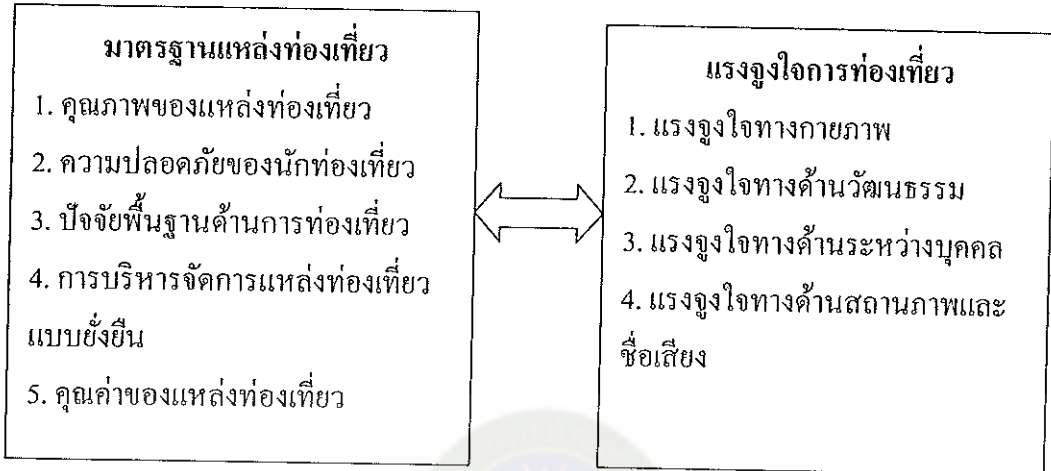 มาตรฐานแหล่งท่องเที่ยว
1. คุณภาพของแหล่งท่องเที่ยว
2. ความปลอดภัยของนักท่องเที่ยว
3. ปัจจัยพื้นฐานด้านการท่องเที่ยว
4. การบริหารจัดการแหล่งท่องเที่ยว
แบบยั่งยืน
5. คุณค่าของแหล่งท่องเที่ยว
แรงจูงใจการท่องเที่ยว
1. แรงจูงใจทางกายภาพ
2. แรงจูงใจทางด้านวัฒนธรรม
3. แรงจูงใจทางด้านระหว่างบุคคล
4. แรงจูงใจทางด้านสถานภาพและ
ชื่อเสียง